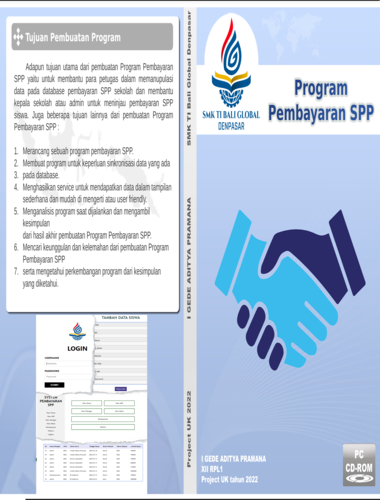 Tujuan Pembuatan Program
Adapun tujuan utama dari pembuatan Program Pembayaran
SPP yaitu untuk membantu para petugas dalam memanupulasi
data pada database pembayaran SPP sekolah dan membantu
kepala sekolah atau admin untuk meninjau pembayaran SPP
siswa. Juga beberapa tujuan lainnya dari pembuatan Program
Pembayaran SPP :
1. Merancang sebuah program pembayaran SPP.
2. Membuat program untuk keperluan sinkronisasi data yang ada
3. pada database.
4. Menghasilkan service untuk mendapatkan data dalam tampilan
sederhana dan mudah di mengerti atau user friendly.
5. Menganalisis program saat dijalankan dan mengambil
kesimpulan
dari hasil akhir pembuatan Program Pembayaran SPP.
6. Mencari keunggulan dan kelemahan dari pembuatan Program
Pembayaran SPP
7. serta mengetahui perkembangan program dari kesimpulan
yang diketahui.
TAMBAH DATA SISWA
LOGIN
PEMBAYARAN
SPP
SMK TI Bali Global Denpasar
I GEDE ADITYA PRAMANA
Project UK 2022
SMK TI BALI GLOBAL
DENPASAR
Program
Pembayaran SPP
I GEDE ADITYA PRAMANA
XII RPL1
Project UK tahun 2022
PC
CD-ROM